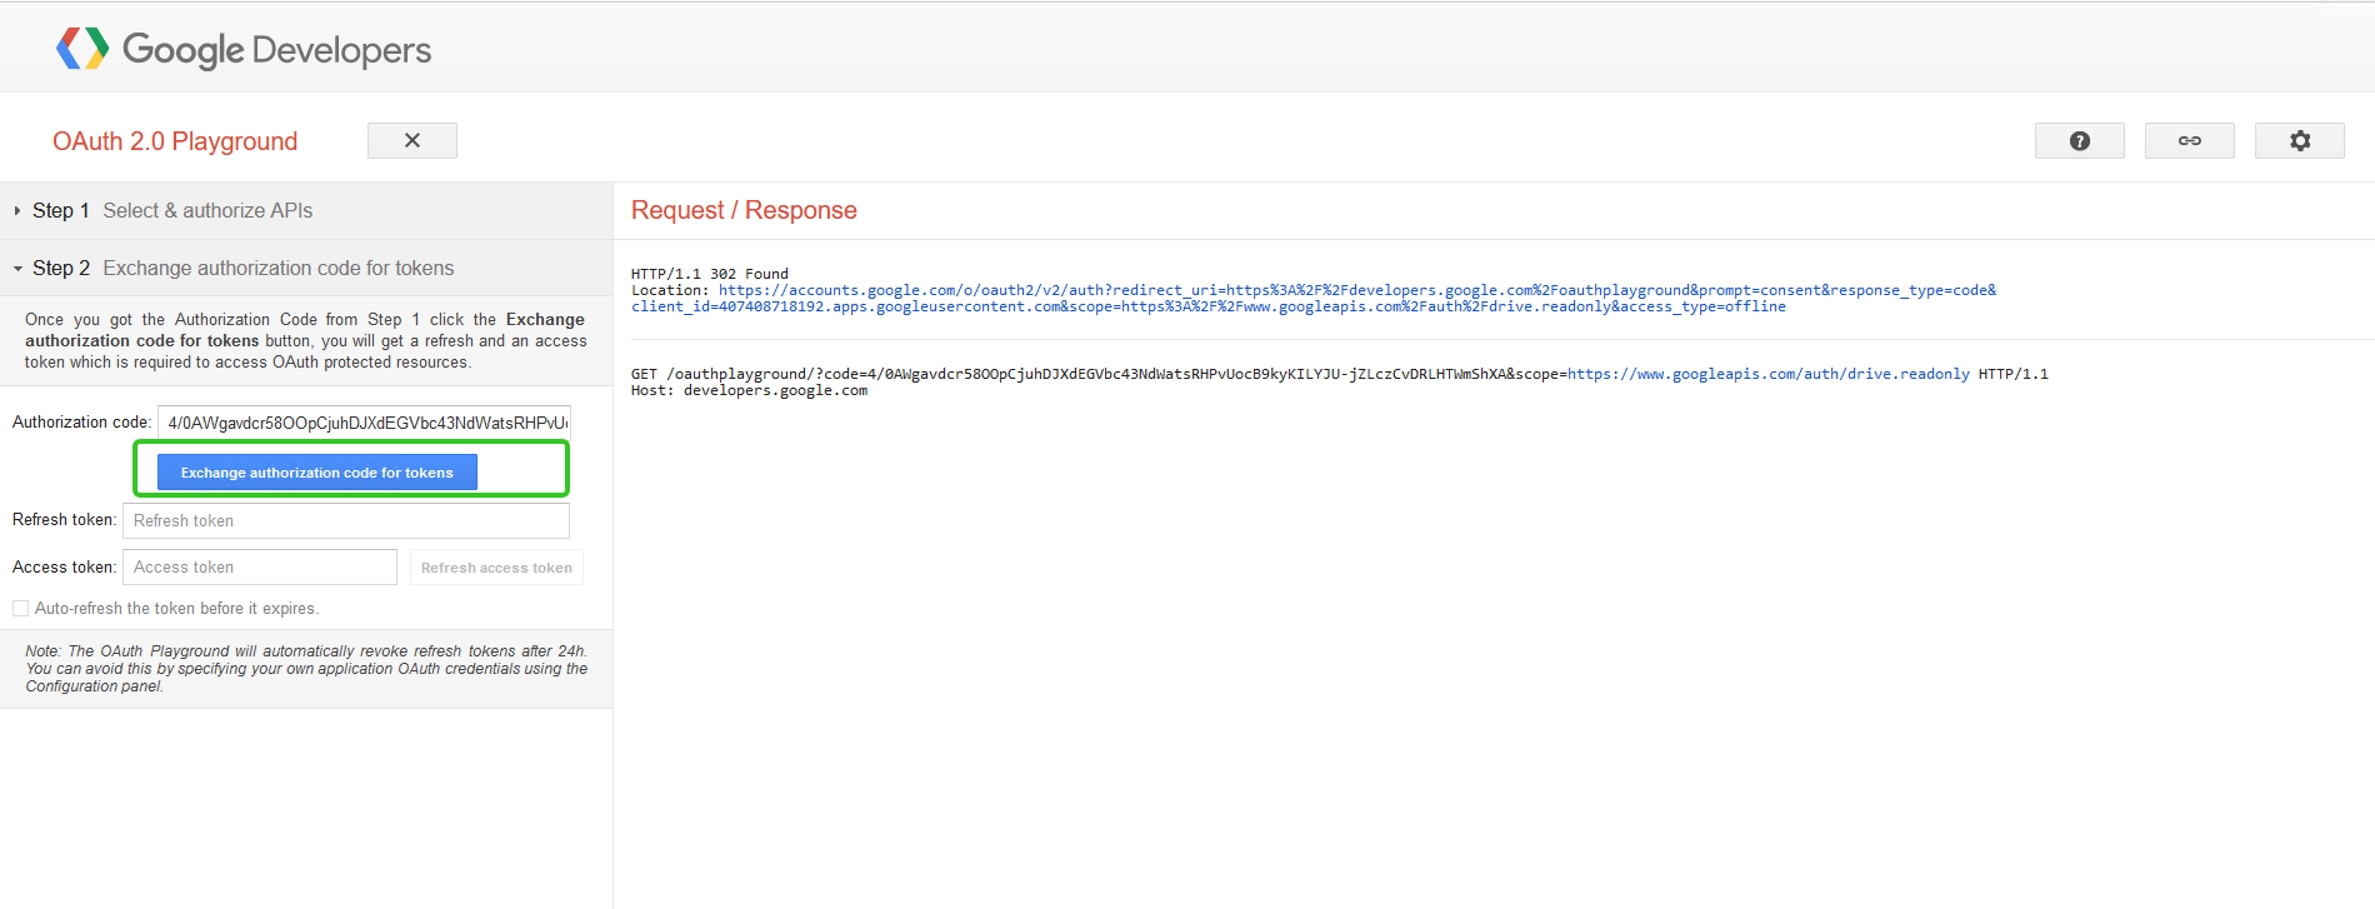 Google Developers
OAuth 2.0 Playground
Step 1 Select & authorize APIs
Step 2 Exchange authorization code for tokens
Once you got the Authorization Code from Step 1 click the Exchange
authorization code for tokens button, you will get a refresh and an access
token which is required to access OAuth protected resources.
Authorization code: 4/0AWgavdcr58OOpCjuhDJXdEGVbc43NdWatsRHPvU
Exchange authorization code for tokens
Refresh token: Refresh token
Access token: Access token Refresh access token
Auto-refresh the token before it expires.
Note: The OAuth Playground will automatically revoke refresh tokens after 24h.
You can avoid this by specifying your own application OAuth credentials using the
Configuration panel.
Request / Response
HTTP/1.1 302 Found
Location: https://accounts.google.com/o/oauth2/v2/auth?redirect_uri=https%3A%2F%2Fdevelopers.google.com%2Foauthplayground&prompt=consent&response_type=code&
client_id=407408718192.apps.googleusercontent.com&scope=https%3A%2F%2Fwww.googleapis.com%2Fauth%2Fdrive.readonly&access_type=offline
GET /oauthplayground/?code=4/0AWgavdcr58OOpCjuhDJXdEGVbc43NdWatsRHPvUocB9kyKILYJU-jZLczCvDRLHTWmShXA&scope=https://www.googleapis.com/auth/drive.readonly HTTP/1.1
Host: developers.google.com